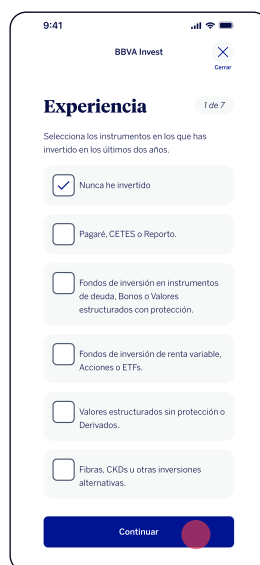 9:41
BBVA Invest
Cerrar
Experiencia
1 de 7
Selecciona los instrumentos en los que has
invertido en los últimos dos años.
Nunca he invertido
Pagaré, CETES o Reporto.
Fondos de inversión en instrumentos
de deuda, Bonos o Valores
estructurados con protección.
Fondos de inversión de renta variable,
Acciones o ETFs.
Valores estructurados sin protección o
Derivados.
Fibras, CKDs u otras inversiones
alternativas.
Continuar